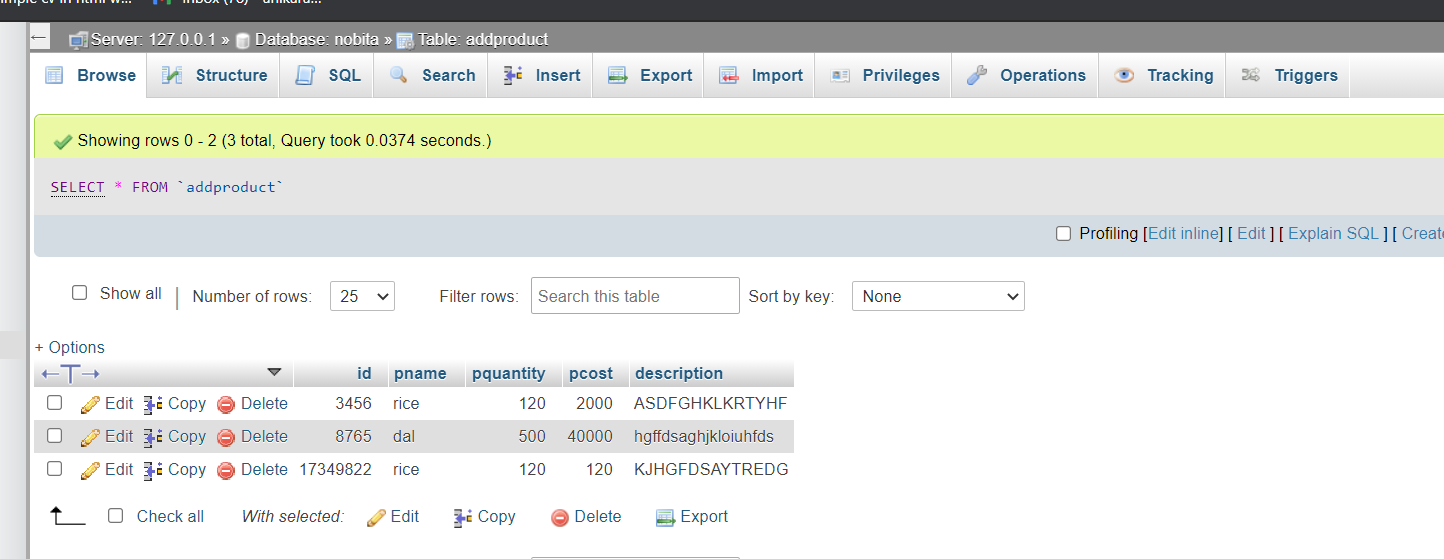 Server: 127.0.0.1 » Database: nobita » Table: addproduct
Browse Structure SQL Search Insert Export Import Privileges Operations Tracking Triggers
Showing rows 0 - 2 (3 total, Query took 0.0374 seconds.)
SELECT * FROM `addproduct`
Profiling [Edit inline] [ Edit ] [ Explain SQL ] [ Create
Show all | Number of rows: 25 Filter rows: Search this table Sort by key: None
+ Options
←T→ id pname pquantity pcost description
Edit Copy Delete 3456 rice 120 2000 ASDFGHKLKRTYHF
Edit Copy Delete 8765 dal 500 40000 hgffdsaghjkloiuhfds
Edit Copy Delete 17349822 rice 120 120 KJHGFDSAYTREDG
Check all With selected: Edit Copy Delete Export